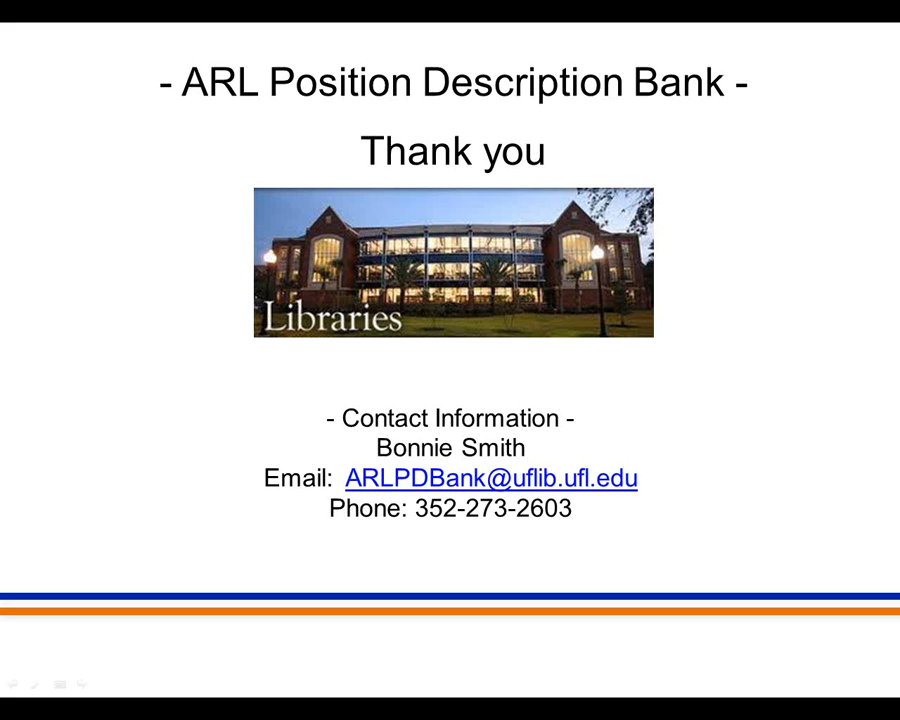 - ARL Position Description Bank -
Thank you
Libraries
- Contact Information -
Bonnie Smith
Email: ARLPDBank@uflib.ufl.edu
Phone: 352-273-2603